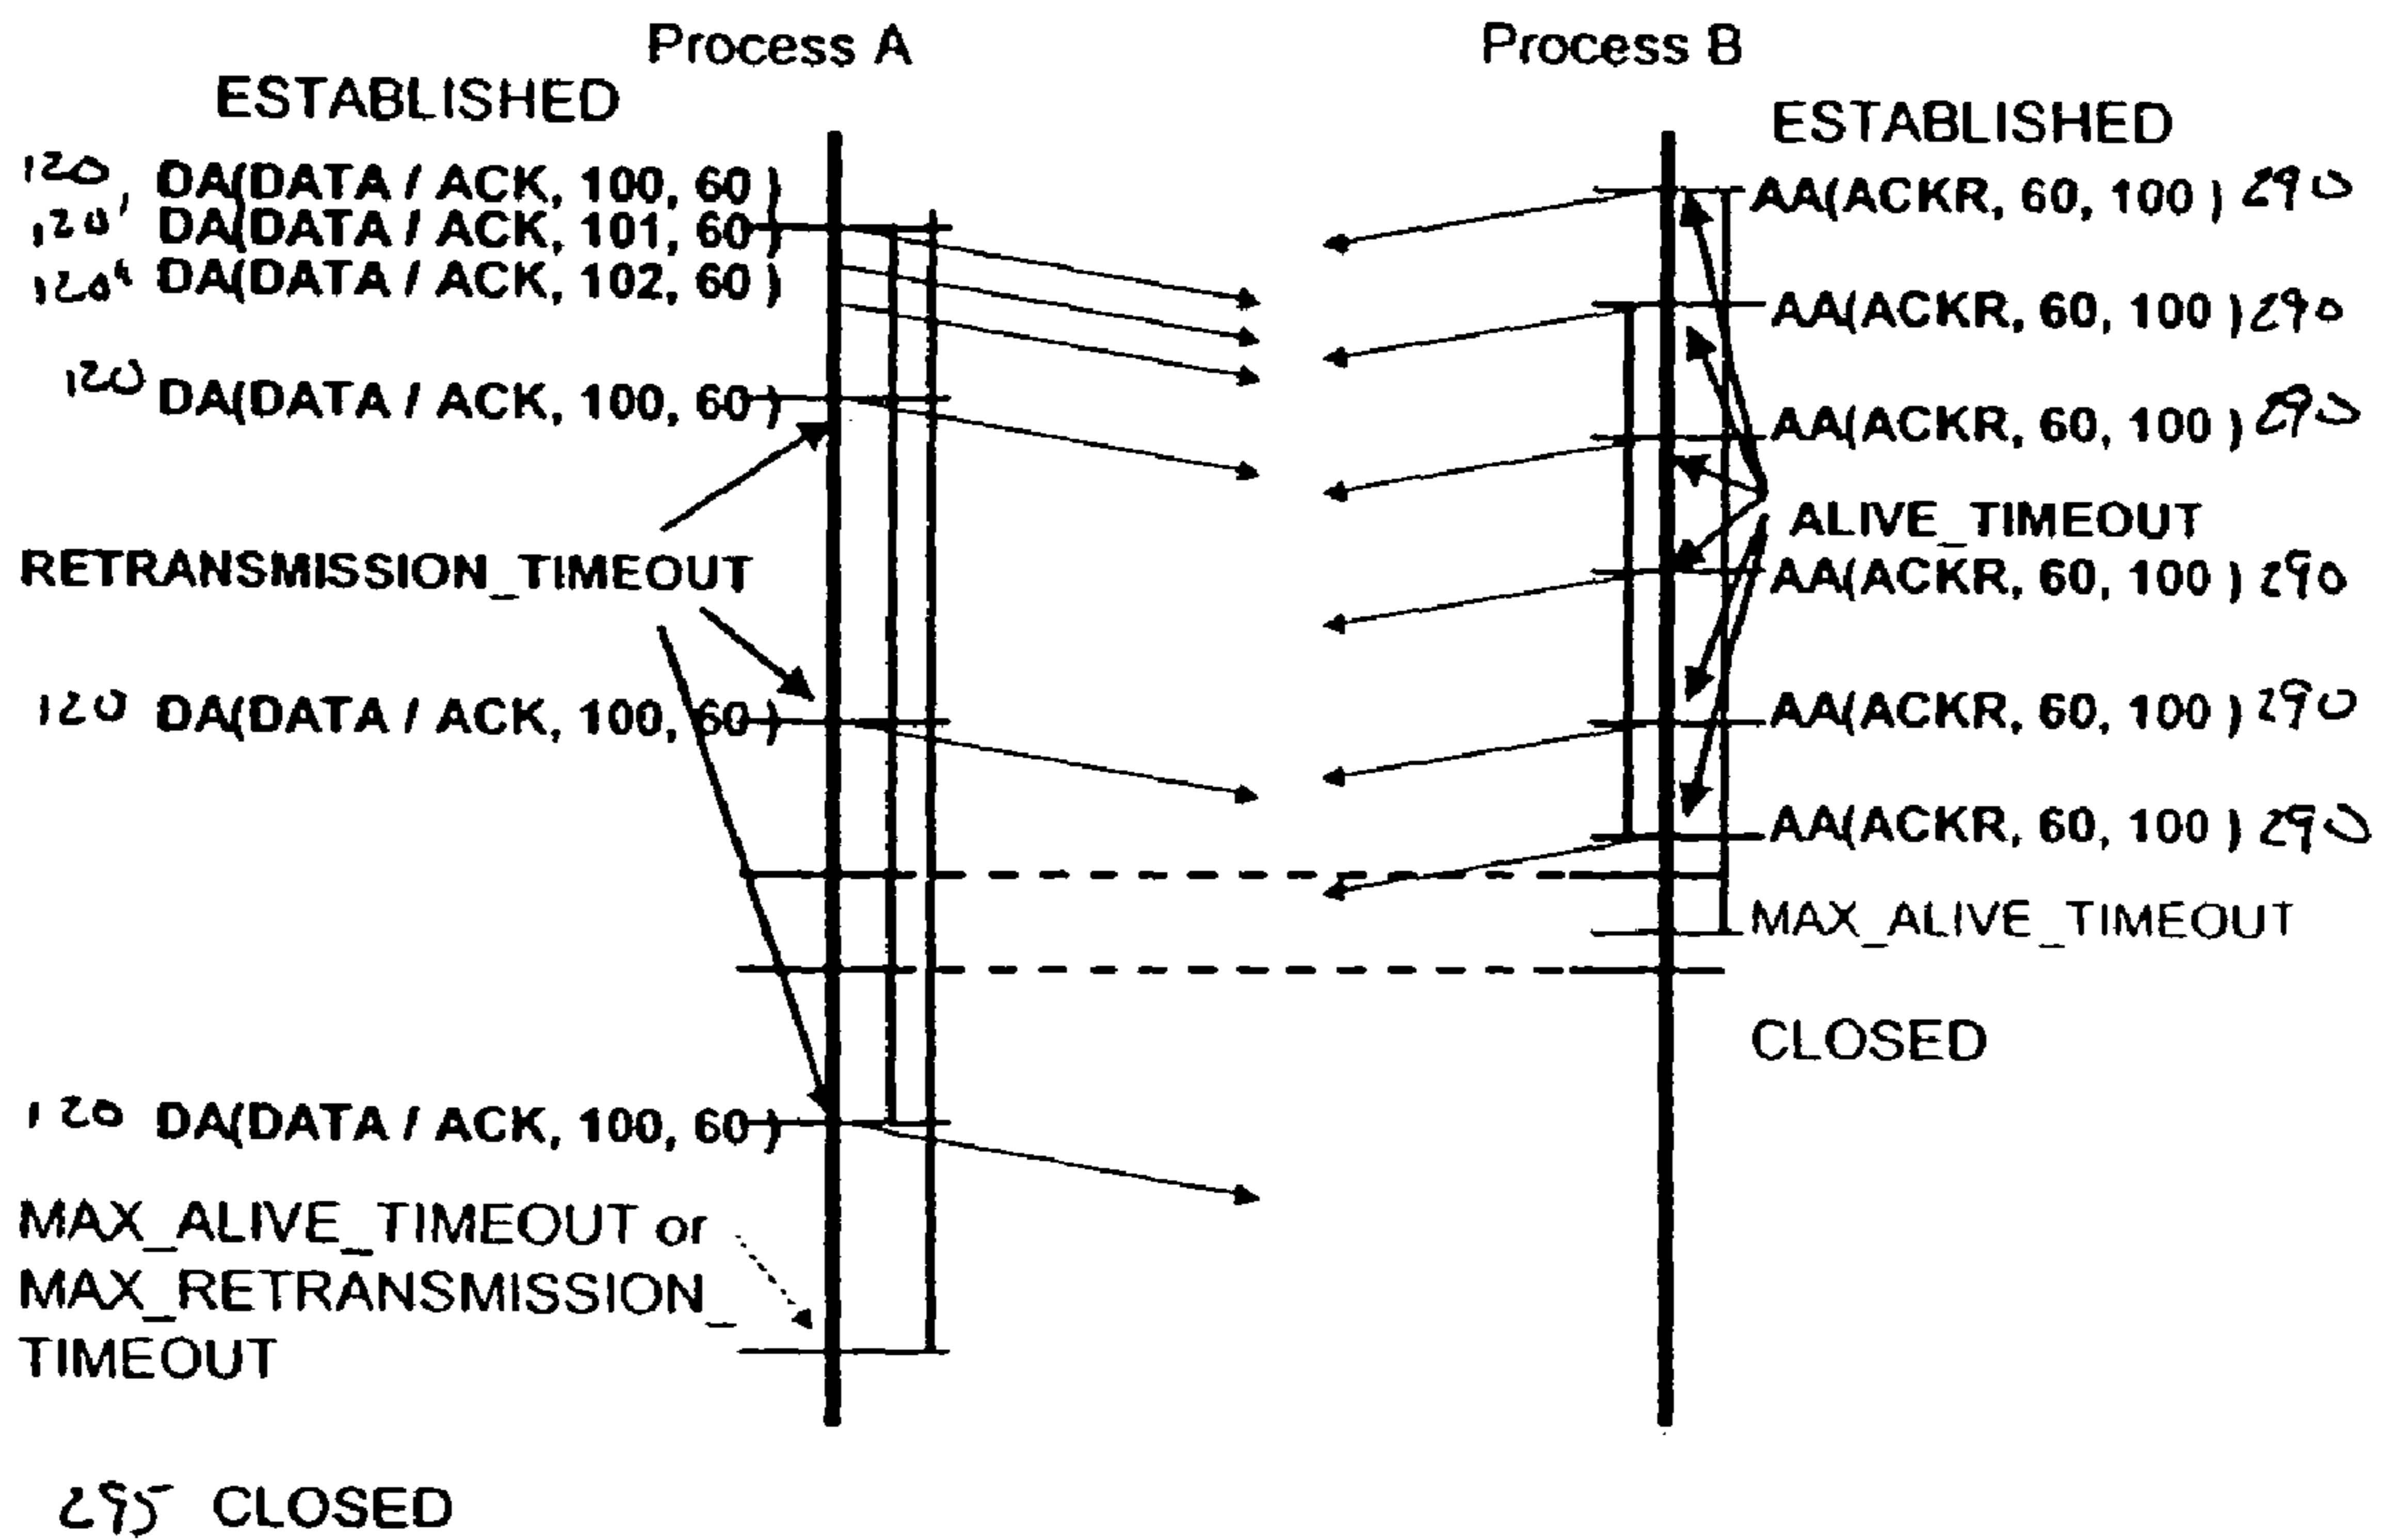 Process A
Process B
ESTABLISHED
ESTABLISHED
120 DA(DATA / ACK, 100, 60 )
120' DA(DATA / ACK, 101, 60 )
120" DA(DATA / ACK, 102, 60 )
120 DA(DATA / ACK, 100, 60 )
RETRANSMISSION_TIMEOUT
120 DA(DATA / ACK, 100, 60 )
120 DA(DATA / ACK, 100, 60 )
MAX_ALIVE_TIMEOUT or
MAX_RETRANSMISSION_
TIMEOUT
295 CLOSED
AA(ACKR, 60, 100 ) 290
AA(ACKR, 60, 100 ) 290
AA(ACKR, 60, 100 ) 290
ALIVE_TIMEOUT
AA(ACKR, 60, 100 ) 290
AA(ACKR, 60, 100 ) 290
AA(ACKR, 60, 100 ) 290
MAX_ALIVE_TIMEOUT
CLOSED